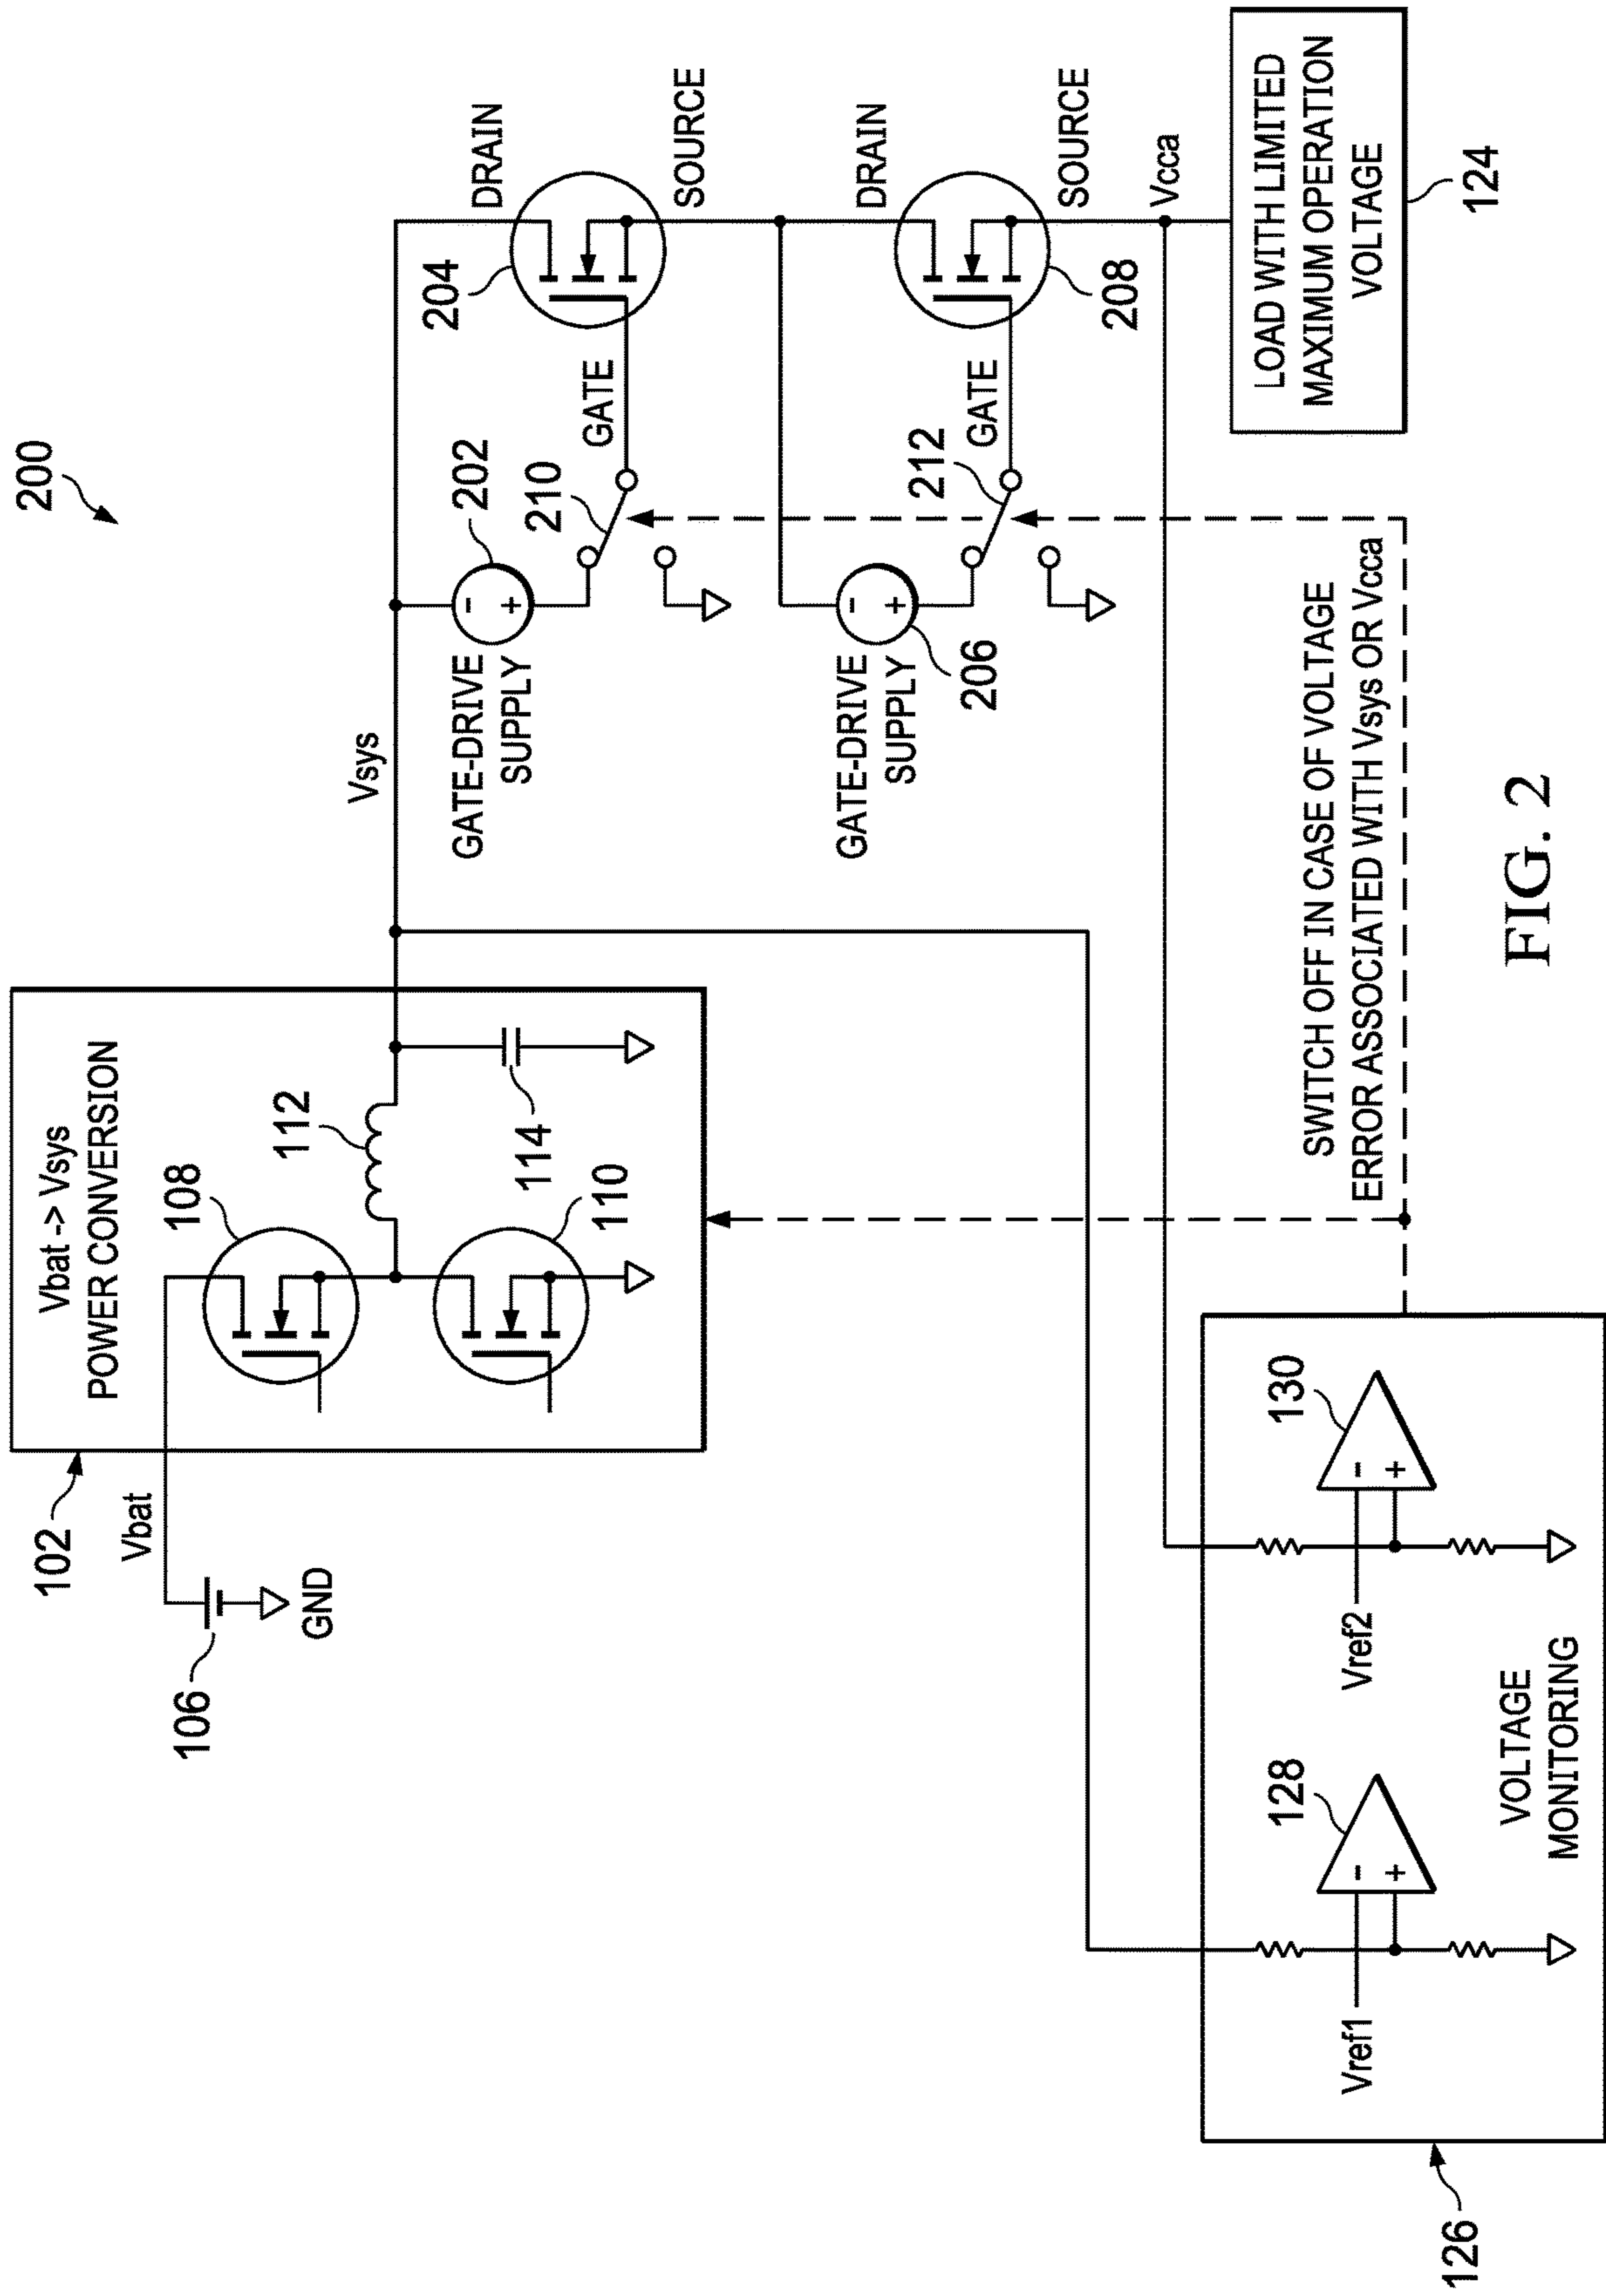 200
102
Vbat -> Vsys
POWER CONVERSION
108
112
114
110
Vbat
106
GND
Vsys
GATE-DRIVE
SUPPLY
-
+
202
210
204
DRAIN
GATE
SOURCE
GATE-DRIVE
SUPPLY
-
+
206
212
DRAIN
GATE
SOURCE
208
Vcca
LOAD WITH LIMITED
MAXIMUM OPERATION
VOLTAGE
124
SWITCH OFF IN CASE OF VOLTAGE
ERROR ASSOCIATED WITH Vsys OR Vcca
126
128
-
+
Vref1
130
-
+
Vref2
VOLTAGE
MONITORING
FIG. 2